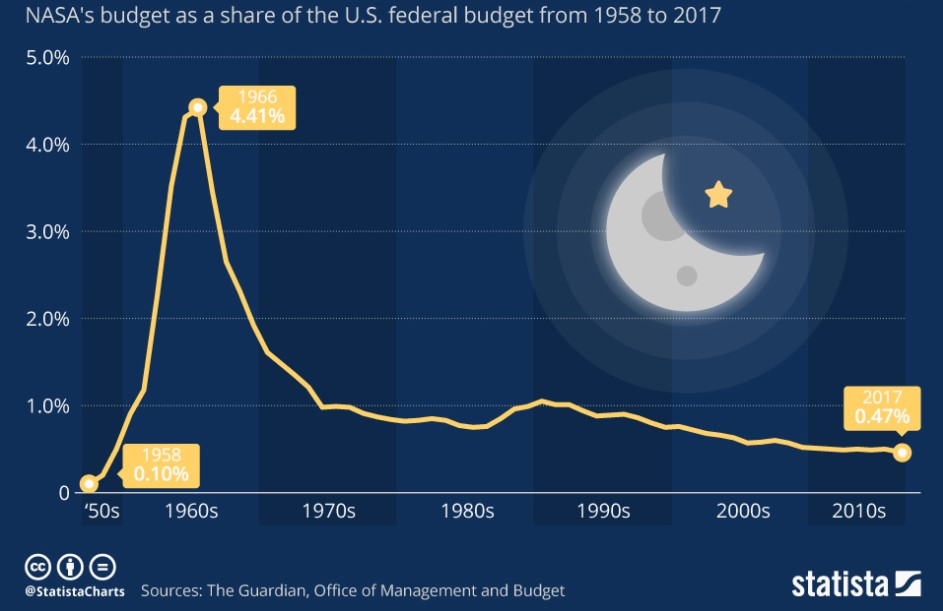 NASA's budget as a share of the U.S. federal budget from 1958 to 2017
5.0%
4.0%
3.0%
2.0%
1.0%
0
1966
4.41%
1958
0.10%
2017
0.47%
'50s 1960s 1970s 1980s 1990s 2000s 2010s
cc
@StatistaCharts Sources: The Guardian, Office of Management and Budget
statista